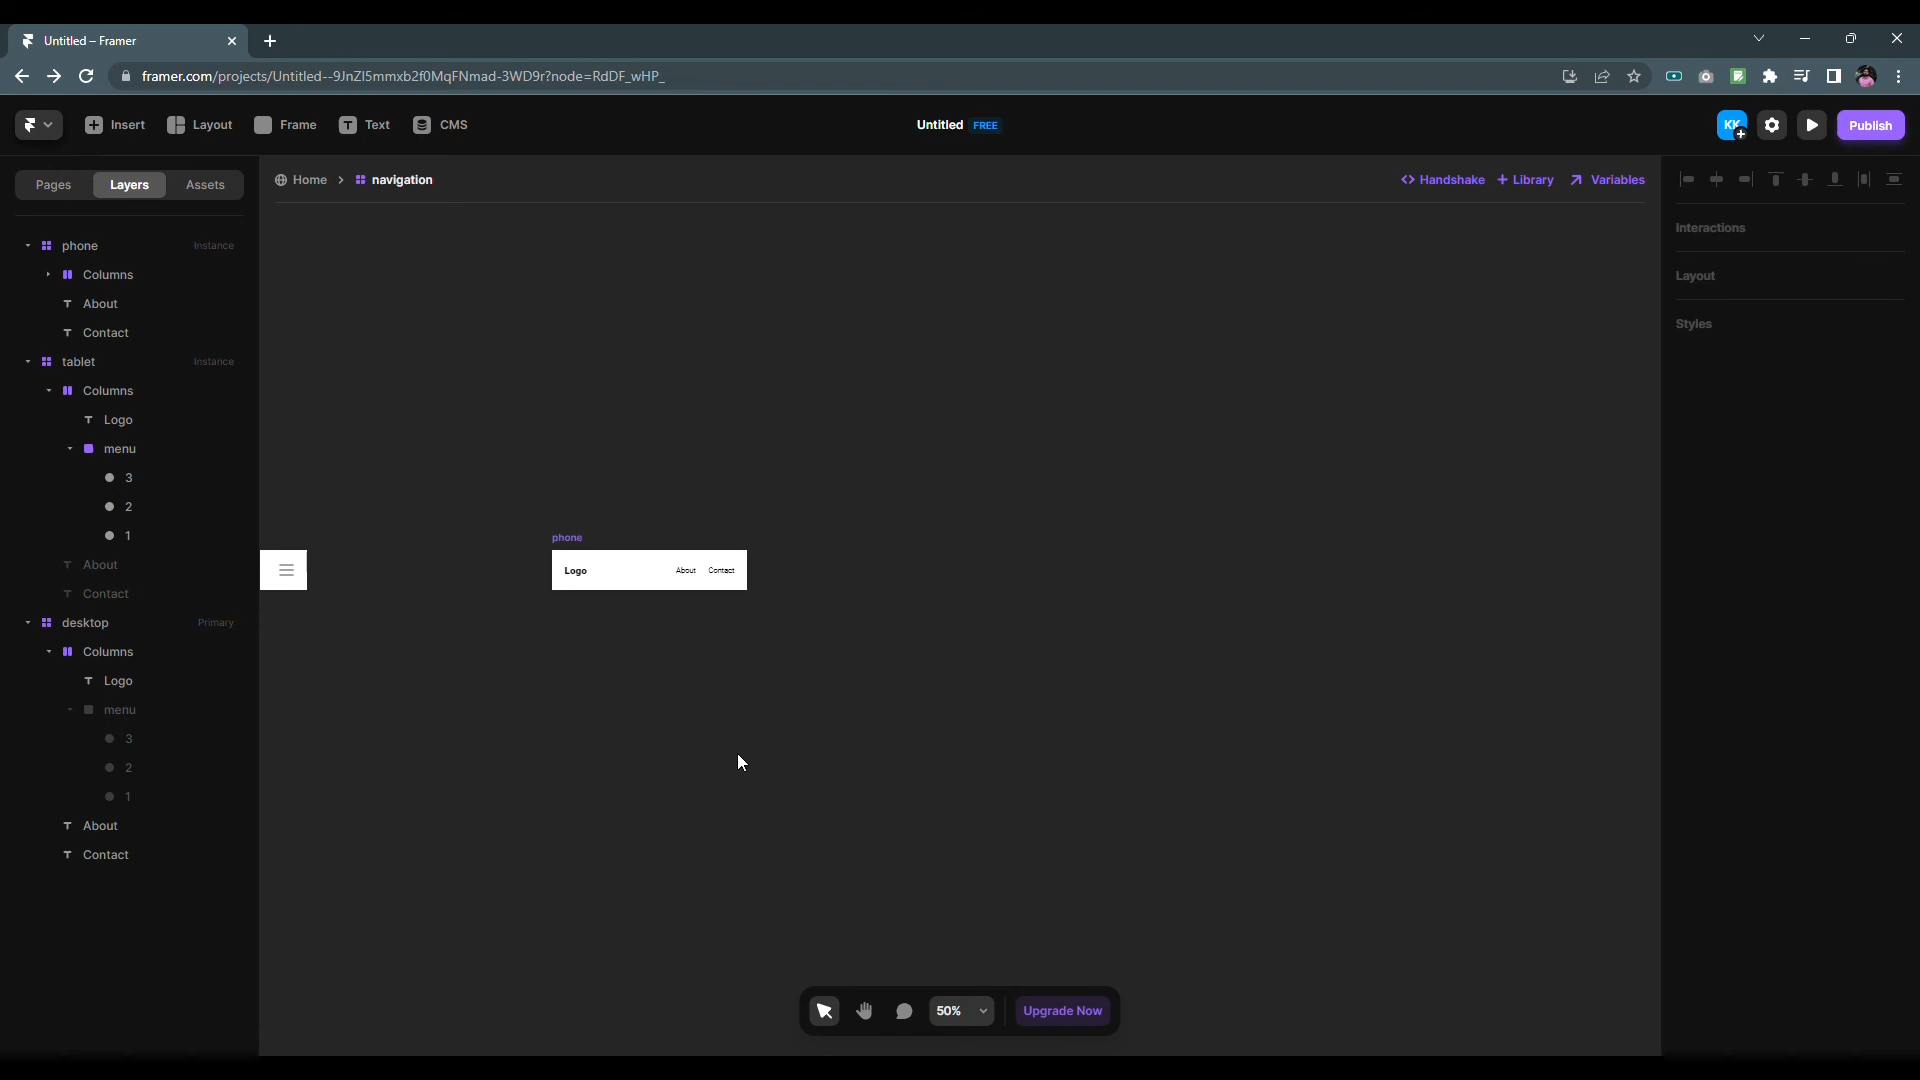 Untitled – Framer
framer.com/projects/Untitled--9JnZI5mmxb2f0MqFNmad-3WD9r?node=RdDF_wHP_
Insert
Layout
Frame
Text
CMS
Untitled FREE
KK
Publish
Pages
Layers
Assets
Home > navigation
Handshake
Library
Variables
phone Instance
Columns
About
Contact
tablet Instance
Columns
Logo
menu
3
2
1
About
Contact
desktop Primary
Columns
Logo
menu
3
2
1
About
Contact
phone
Logo About Contact
50%
Upgrade Now
Interactions
Layout
Styles